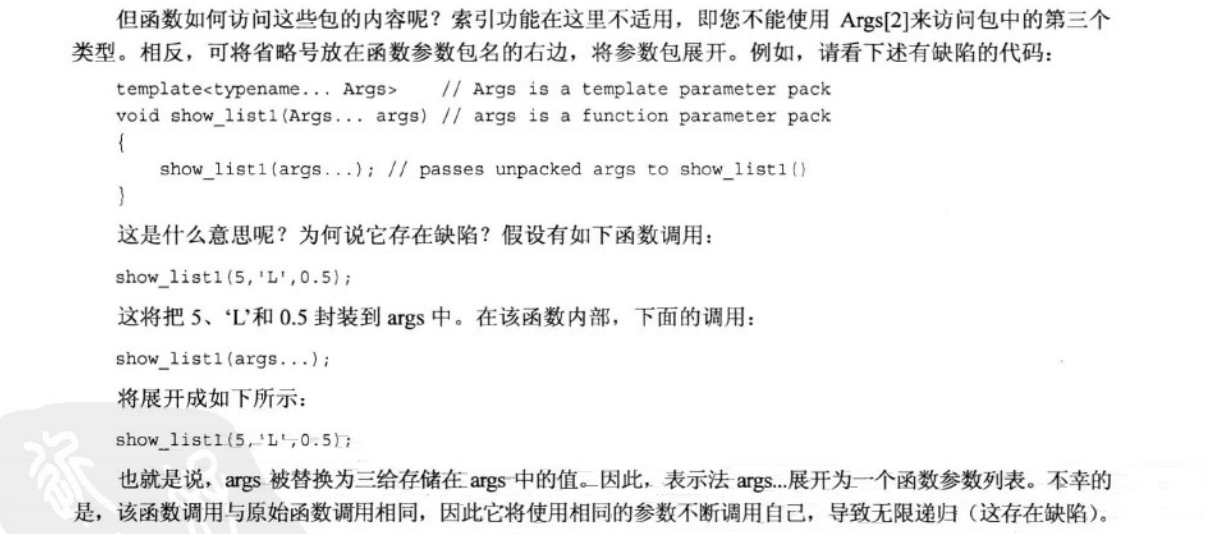 但函数如何访问这些包的内容呢？索引功能在这里不适用，即您不能使用 Args[2]来访问包中的第三个
类型。相反，可将省略号放在函数参数包名的右边，将参数包展开。例如，请看下述有缺陷的代码：
template<typename... Args>    // Args is a template parameter pack
void show_list1(Args... args) // args is a function parameter pack
{
    show_list1(args...); // passes unpacked args to show_list1()
}
这是什么意思呢？为何说它存在缺陷？假设有如下函数调用：
show_list1(5,'L',0.5);
这将把 5、‘L’和 0.5 封装到 args 中。在该函数内部，下面的调用：
show_list1(args...);
将展开成如下所示：
show_list1(5,'L',0.5);
也就是说，args 被替换为三给存储在 args 中的值。因此，表示法 args...展开为一个函数参数列表。不幸的
是，该函数调用与原始函数调用相同，因此它将使用相同的参数不断调用自己，导致无限递归（这存在缺陷）。